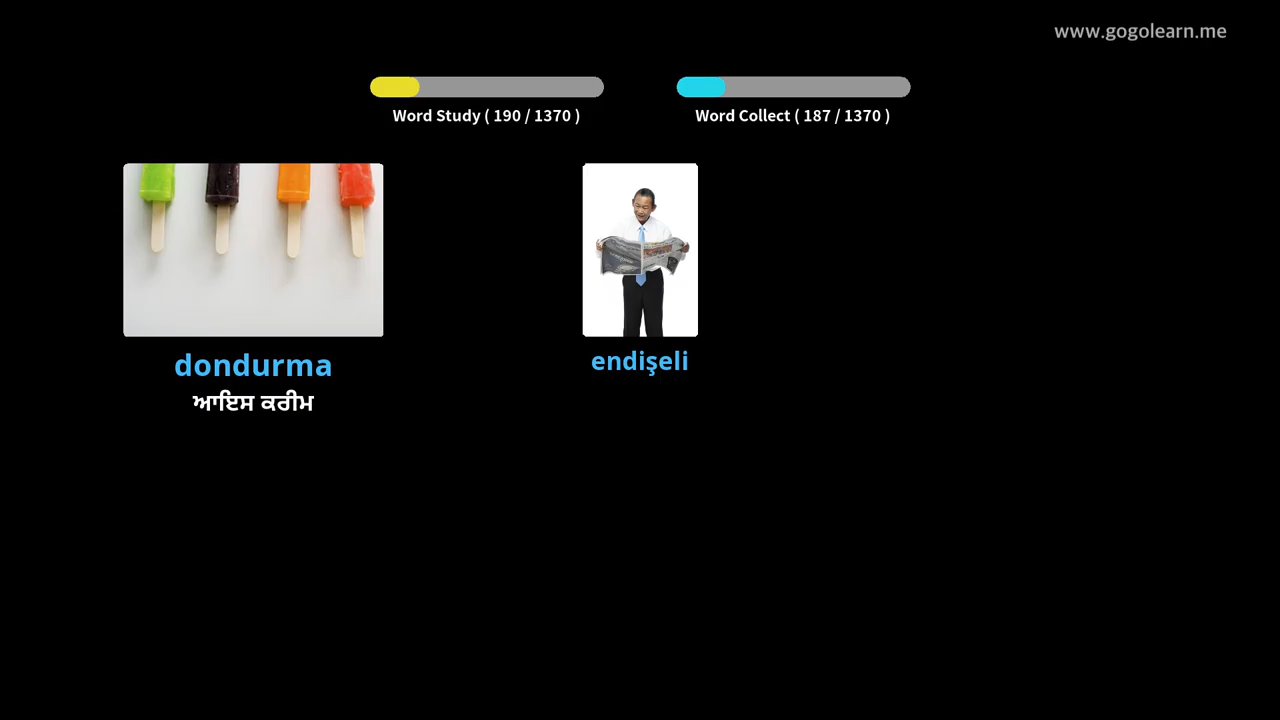 www.gogolearn.me
Word Study ( 190 / 1370 )
Word Collect ( 187 / 1370 )
dondurma
ਆਇਸ ਕਰੀਮ
endişeli